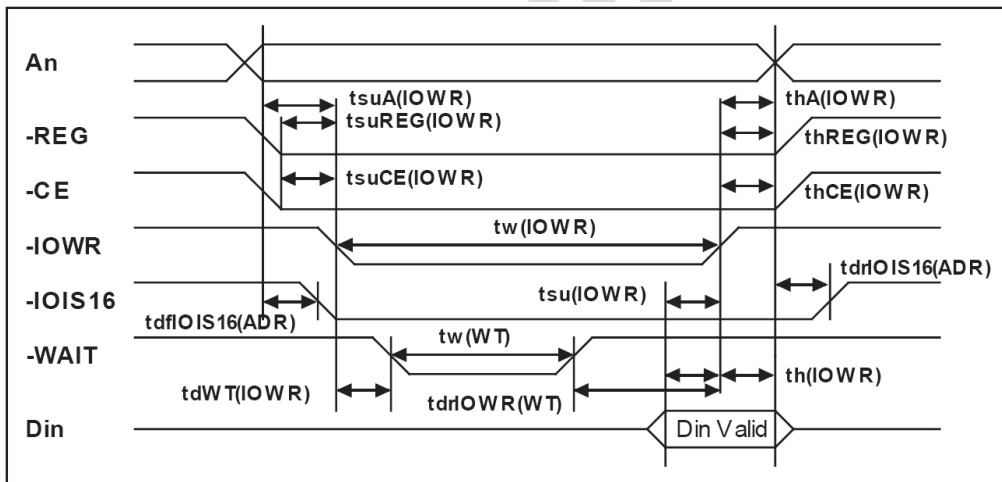 An
tsuA(IOWR)
thA(IOWR)
tsuREG(IOWR)
-REG
thREG(IOWR)
tsuCE(IOWR)
-CE
thCE(IOWR)
tw(IOWR)
-IOWR
tdrIOIS16(ADR)
tsu(IOWR)
-IOIS16
tdfIOIS16(ADR)
tw(WT)
-WAIT
th(IOWR)
tdWT(IOWR)
tdrIOWR(WT)
Din
Din Valid